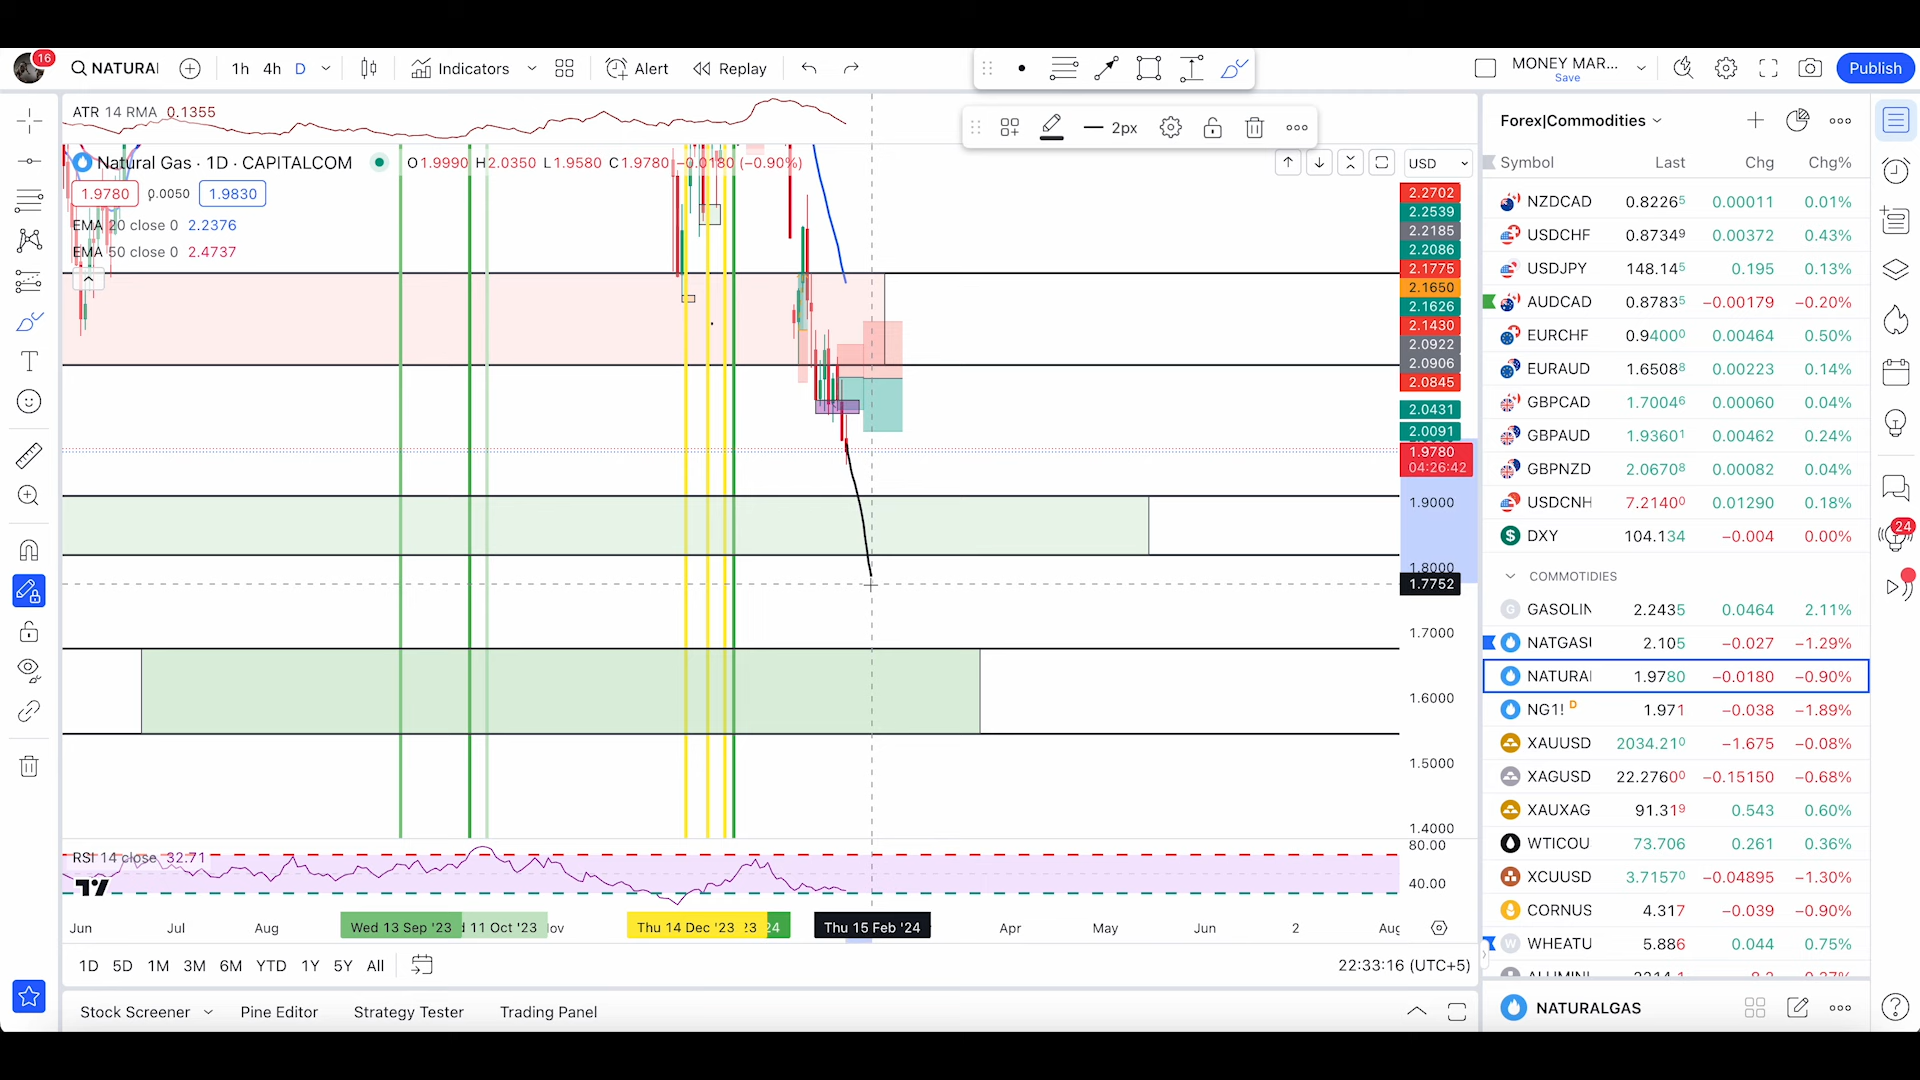 16
NATURAI
1h 4h D
Indicators
Alert
Replay
MONEY MAR...
Save
Publish
ATR 14 RMA 0.1355
2px
Natural Gas · 1D · CAPITALCOM
O1.9990 H2.0350 L1.9580 C1.9780 −0.0180 (−0.90%)
USD
1.9780 0.0050 1.9830
EMA 20 close 0 2.2376
EMA 50 close 0 2.4737
2.2702
2.2539
2.2185
2.2086
2.1775
2.1650
2.1626
2.1430
2.0922
2.0906
2.0845
2.0431
2.0091
1.9780
04:26:42
1.9000
1.8000
1.7752
1.7000
1.6000
1.5000
1.4000
RSI 14 close 32.71
80.00
40.00
Jun Jul Aug Wed 13 Sep '23 11 Oct '23 Thu 14 Dec '23 23 24 Thu 15 Feb '24 Apr May Jun 2 Aug
1D 5D 1M 3M 6M YTD 1Y 5Y All
22:33:16 (UTC+5)
Stock Screener Pine Editor Strategy Tester Trading Panel
Forex|Commodities
Symbol Last Chg Chg%
NZDCAD 0.82265 0.00011 0.01%
USDCHF 0.87349 0.00372 0.43%
USDJPY 148.145 0.195 0.13%
AUDCAD 0.87835 −0.00179 −0.20%
EURCHF 0.94000 0.00464 0.50%
EURAUD 1.65088 0.00223 0.14%
GBPCAD 1.70046 0.00060 0.04%
GBPAUD 1.93601 0.00462 0.24%
GBPNZD 2.06708 0.00082 0.04%
USDCNH 7.21400 0.01290 0.18%
DXY 104.134 −0.004 0.00%
COMMOTIDIES
GASOLIN 2.2435 0.0464 2.11%
NATGASI 2.105 −0.027 −1.29%
NATURAI 1.9780 −0.0180 −0.90%
NG1! D 1.971 −0.038 −1.89%
XAUUSD 2034.210 −1.675 −0.08%
XAGUSD 22.27600 −0.15150 −0.68%
XAUXAG 91.319 0.543 0.60%
WTICOU 73.706 0.261 0.36%
XCUUSD 3.71570 −0.04895 −1.30%
CORNUS 4.317 −0.039 −0.90%
WHEATU 5.886 0.044 0.75%
NATURALGAS
24